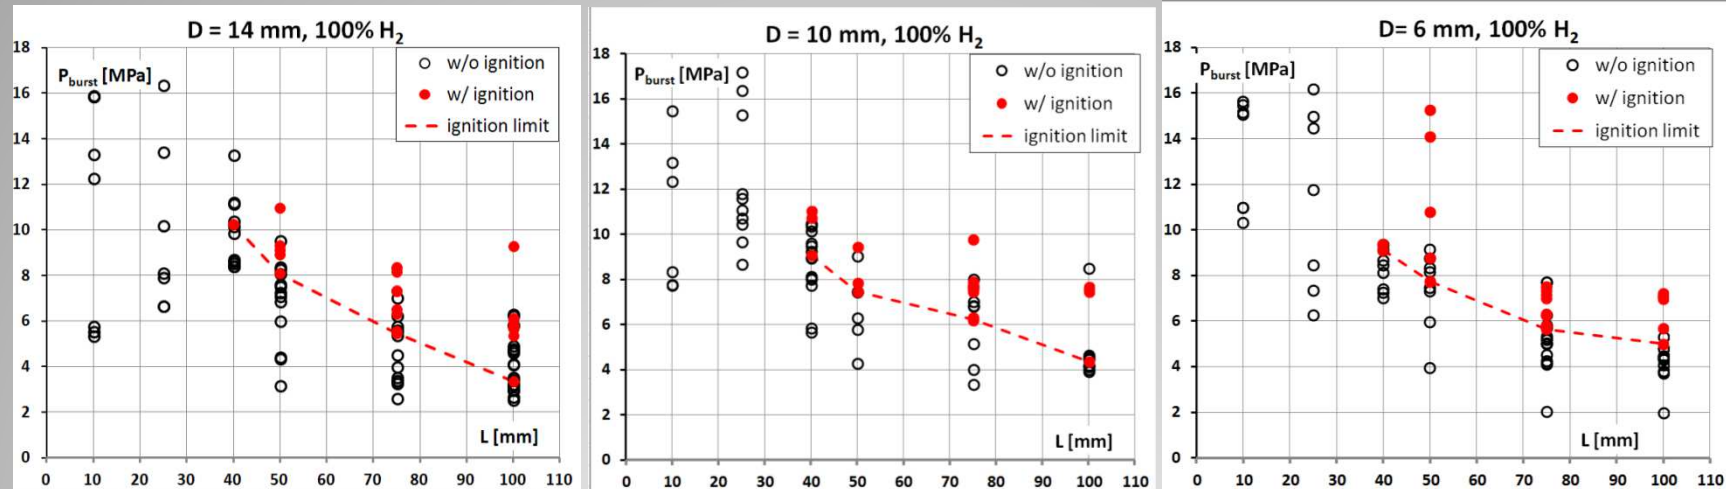 D = 14 mm, 100% H₂
P_burst [MPa]
w/o ignition
w/ ignition
ignition limit
18
16
14
12
10
8
6
4
2
0
L [mm]
0 10 20 30 40 50 60 70 80 90 100 110
D = 10 mm, 100% H₂
P_burst [MPa]
w/o ignition
w/ ignition
ignition limit
18
16
14
12
10
8
6
4
2
0
L [mm]
0 10 20 30 40 50 60 70 80 90 100 110
D= 6 mm, 100% H₂
P_burst [MPa]
w/o ignition
w/ ignition
ignition limit
18
16
14
12
10
8
6
4
2
0
L [mm]
0 10 20 30 40 50 60 70 80 90 100 110